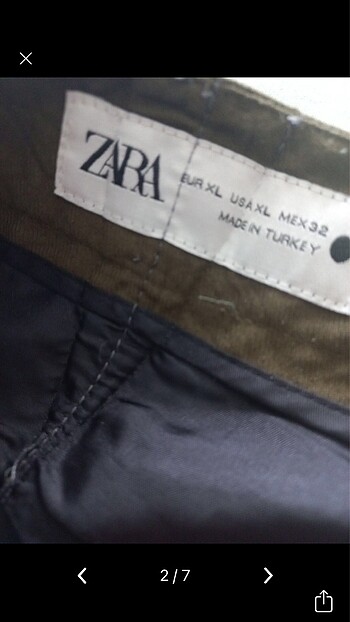 ZARA
EUR XL USA XL MEX 32
MADE IN TURKEY
2/7